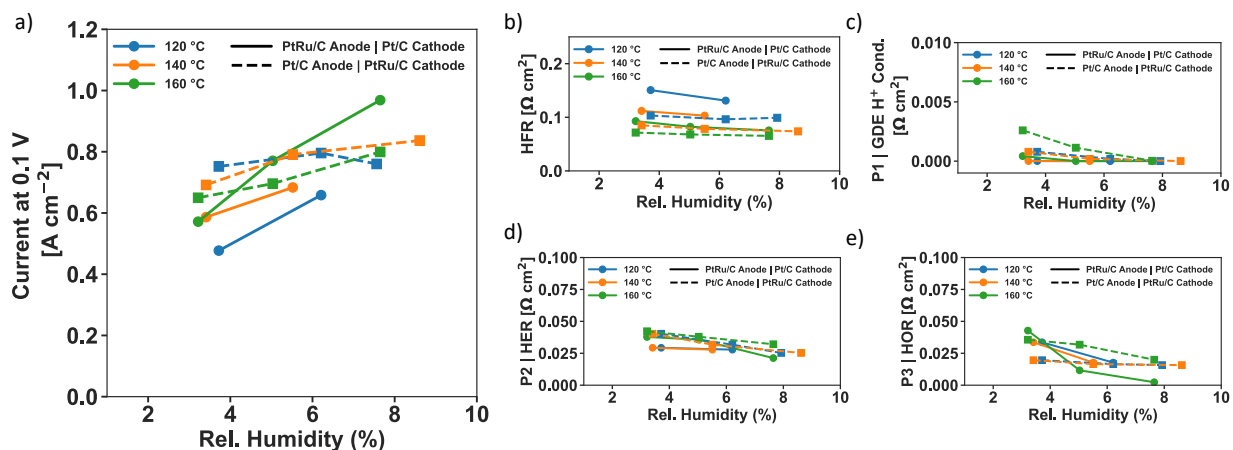 a)
1.2
1.0
0.8
0.6
0.4
0.2
0.0
2
4
6
8
10
Current at 0.1 V
[A cm⁻²]
Rel. Humidity (%)
120 °C
140 °C
160 °C
PtRu/C Anode | Pt/C Cathode
Pt/C Anode | PtRu/C Cathode
b)
0.2
0.1
0.0
2
4
6
8
10
HFR [Ω cm²]
Rel. Humidity (%)
120 °C
140 °C
160 °C
PtRu/C Anode | Pt/C Cathode
Pt/C Anode | PtRu/C Cathode
c)
0.010
0.005
0.000
2
4
6
8
10
P1 | GDE H⁺ Cond.
[Ω cm²]
Rel. Humidity (%)
120 °C
140 °C
160 °C
PtRu/C Anode | Pt/C Cathode
Pt/C Anode | PtRu/C Cathode
d)
0.100
0.075
0.050
0.025
0.000
2
4
6
8
10
P2 | HER [Ω cm²]
Rel. Humidity (%)
120 °C
140 °C
160 °C
PtRu/C Anode | Pt/C Cathode
Pt/C Anode | PtRu/C Cathode
e)
0.100
0.075
0.050
0.025
0.000
2
4
6
8
10
P3 | HOR [Ω cm²]
Rel. Humidity (%)
120 °C
140 °C
160 °C
PtRu/C Anode | Pt/C Cathode
Pt/C Anode | PtRu/C Cathode